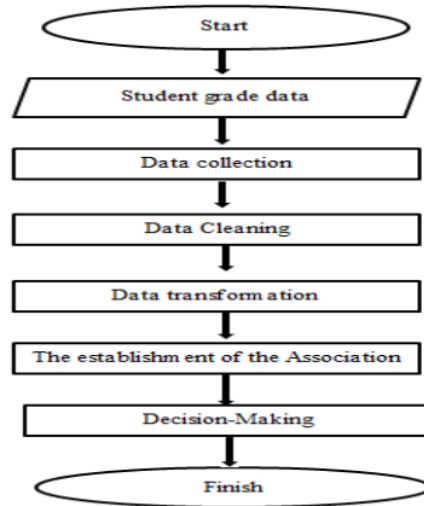 Start
Student grade data
Data collection
Data Cleaning
Data transformation
The establishment of the Association
Decision-Making
Finish